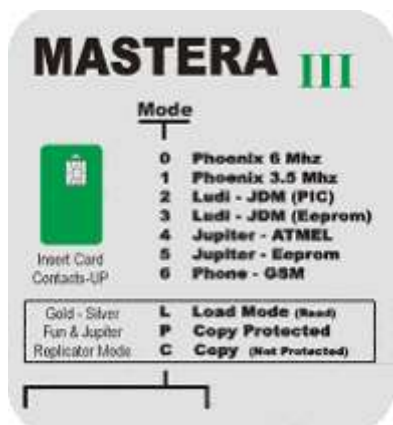 MASTERA III
Mode
0 Phoenix 6 Mhz
1 Phoenix 3.5 Mhz
2 Ludi - JDM (PIC)
3 Ludi - JDM (Eeprom)
4 Jupiter - ATMEL
5 Jupiter - Eeprom
6 Phone - GSM
Insert Card
Contacts-UP
Gold - Silver L Load Mode (Read)
Fun & Jupiter P Copy Protected
Replicator Mode C Copy (Not Protected)